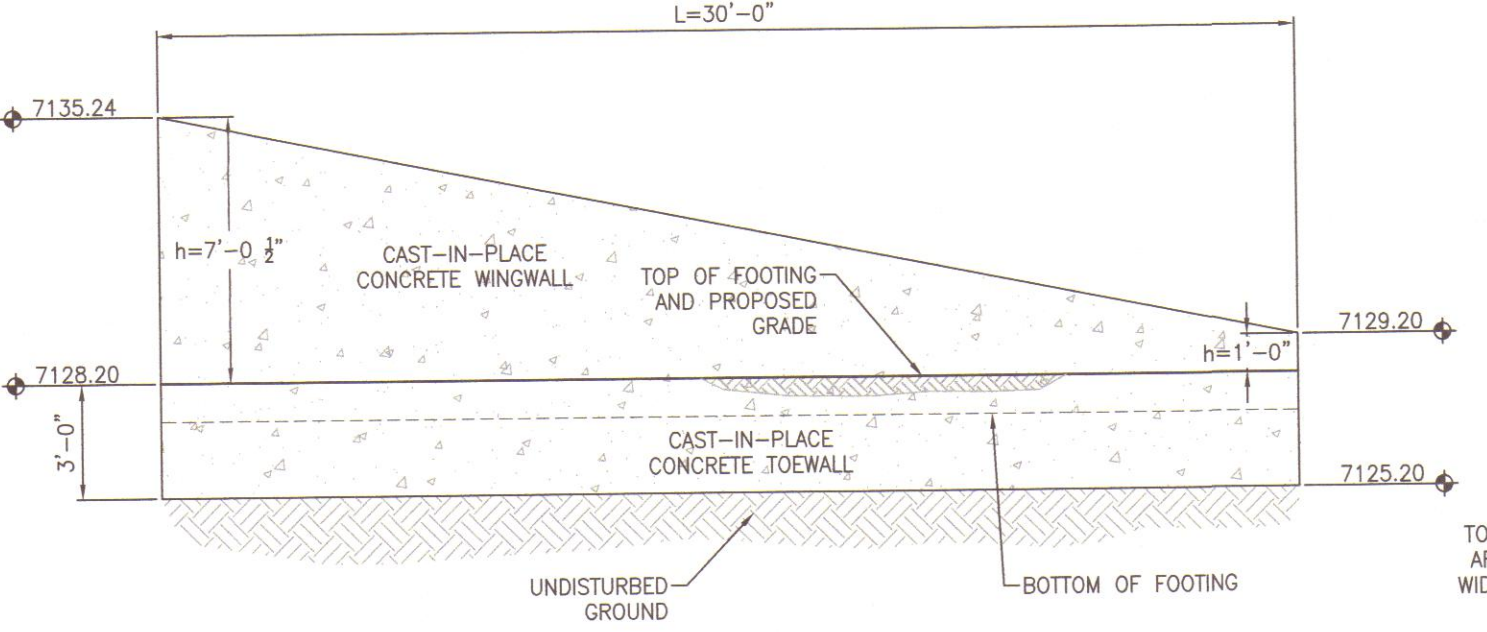 L=30'-0"
7135.24
h=7'-0 ½"
CAST-IN-PLACE
CONCRETE WINGWALL
TOP OF FOOTING
AND PROPOSED
GRADE
7129.20
h=1'-0"
7128.20
3'-0"
CAST-IN-PLACE
CONCRETE TOEWALL
7125.20
UNDISTURBED
GROUND
BOTTOM OF FOOTING
TO
WID